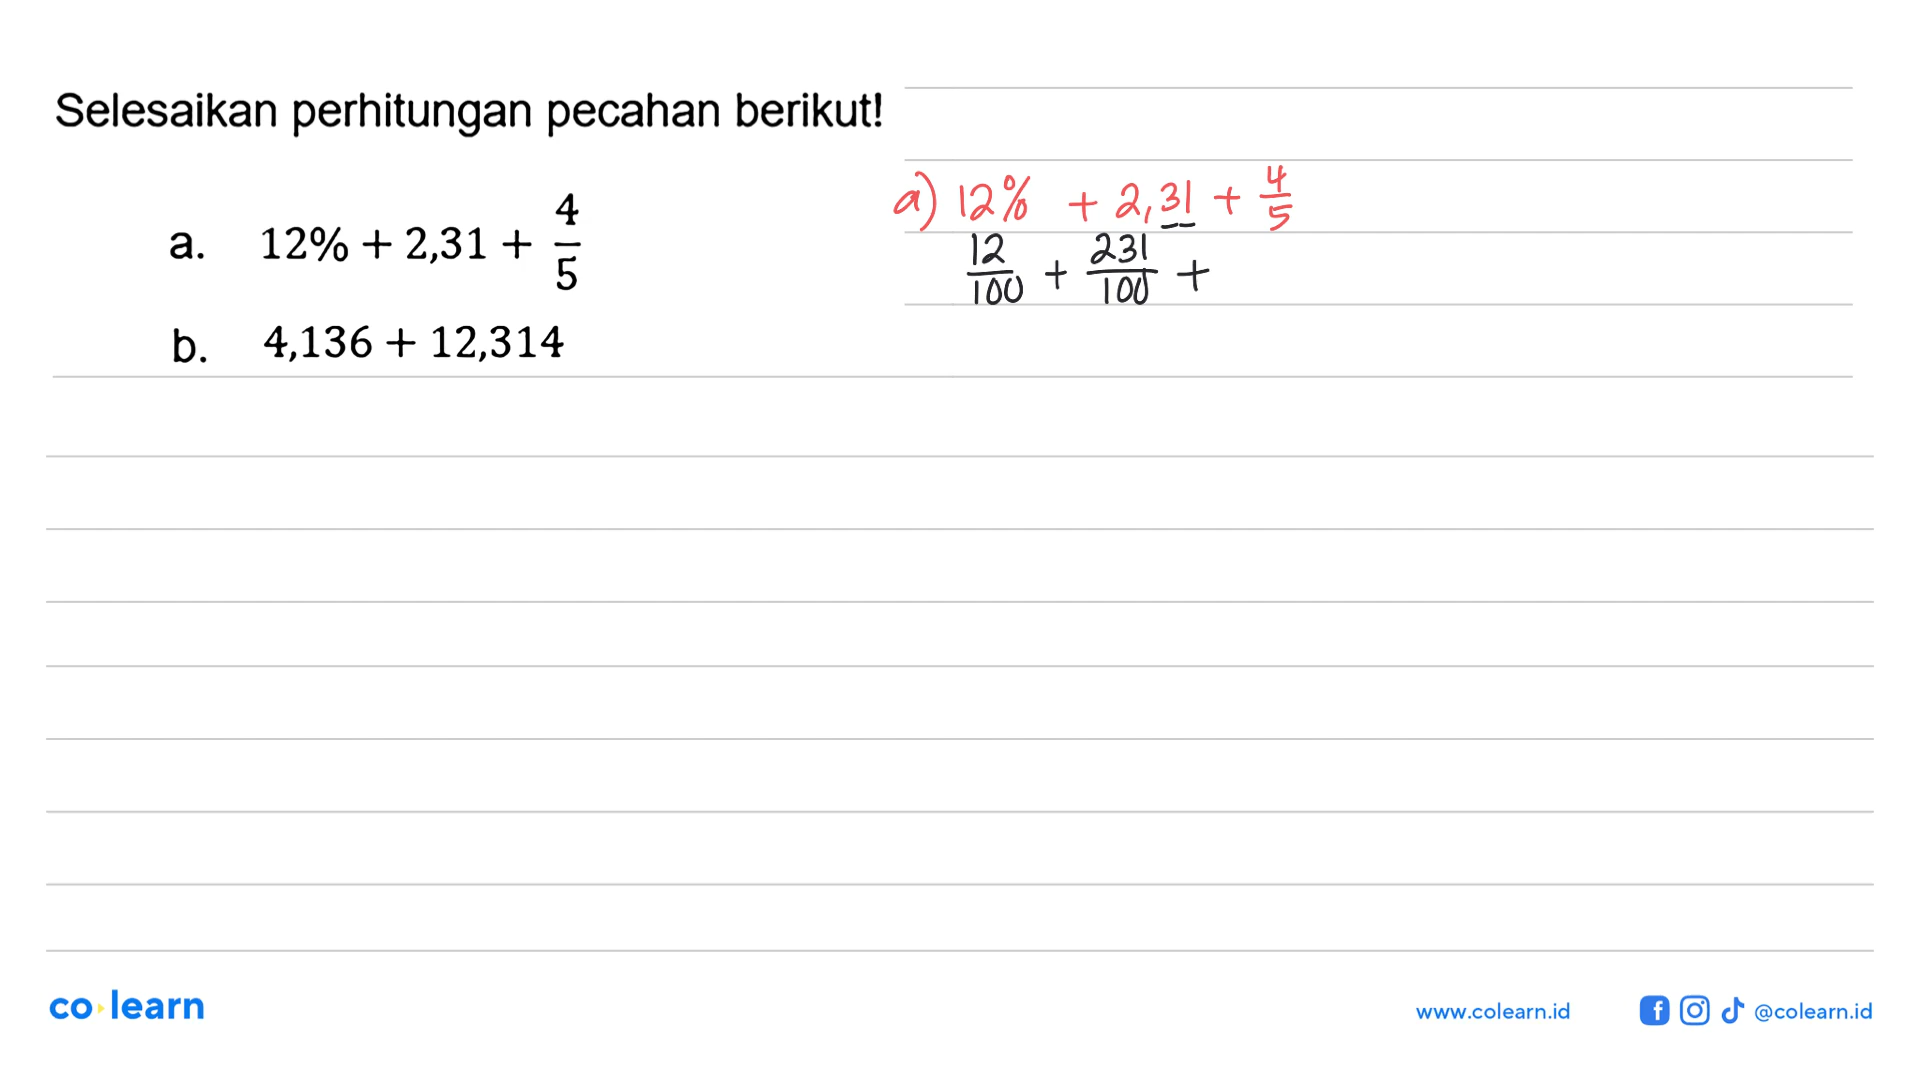 Selesaikan perhitungan pecahan berikut!
a. 12% + 2,31 + 4/5
b. 4,136 + 12,314
a) 12% + 2,31 + 4/5
12/100 + 231/100 +
co learn
www.colearn.id
@colearn.id